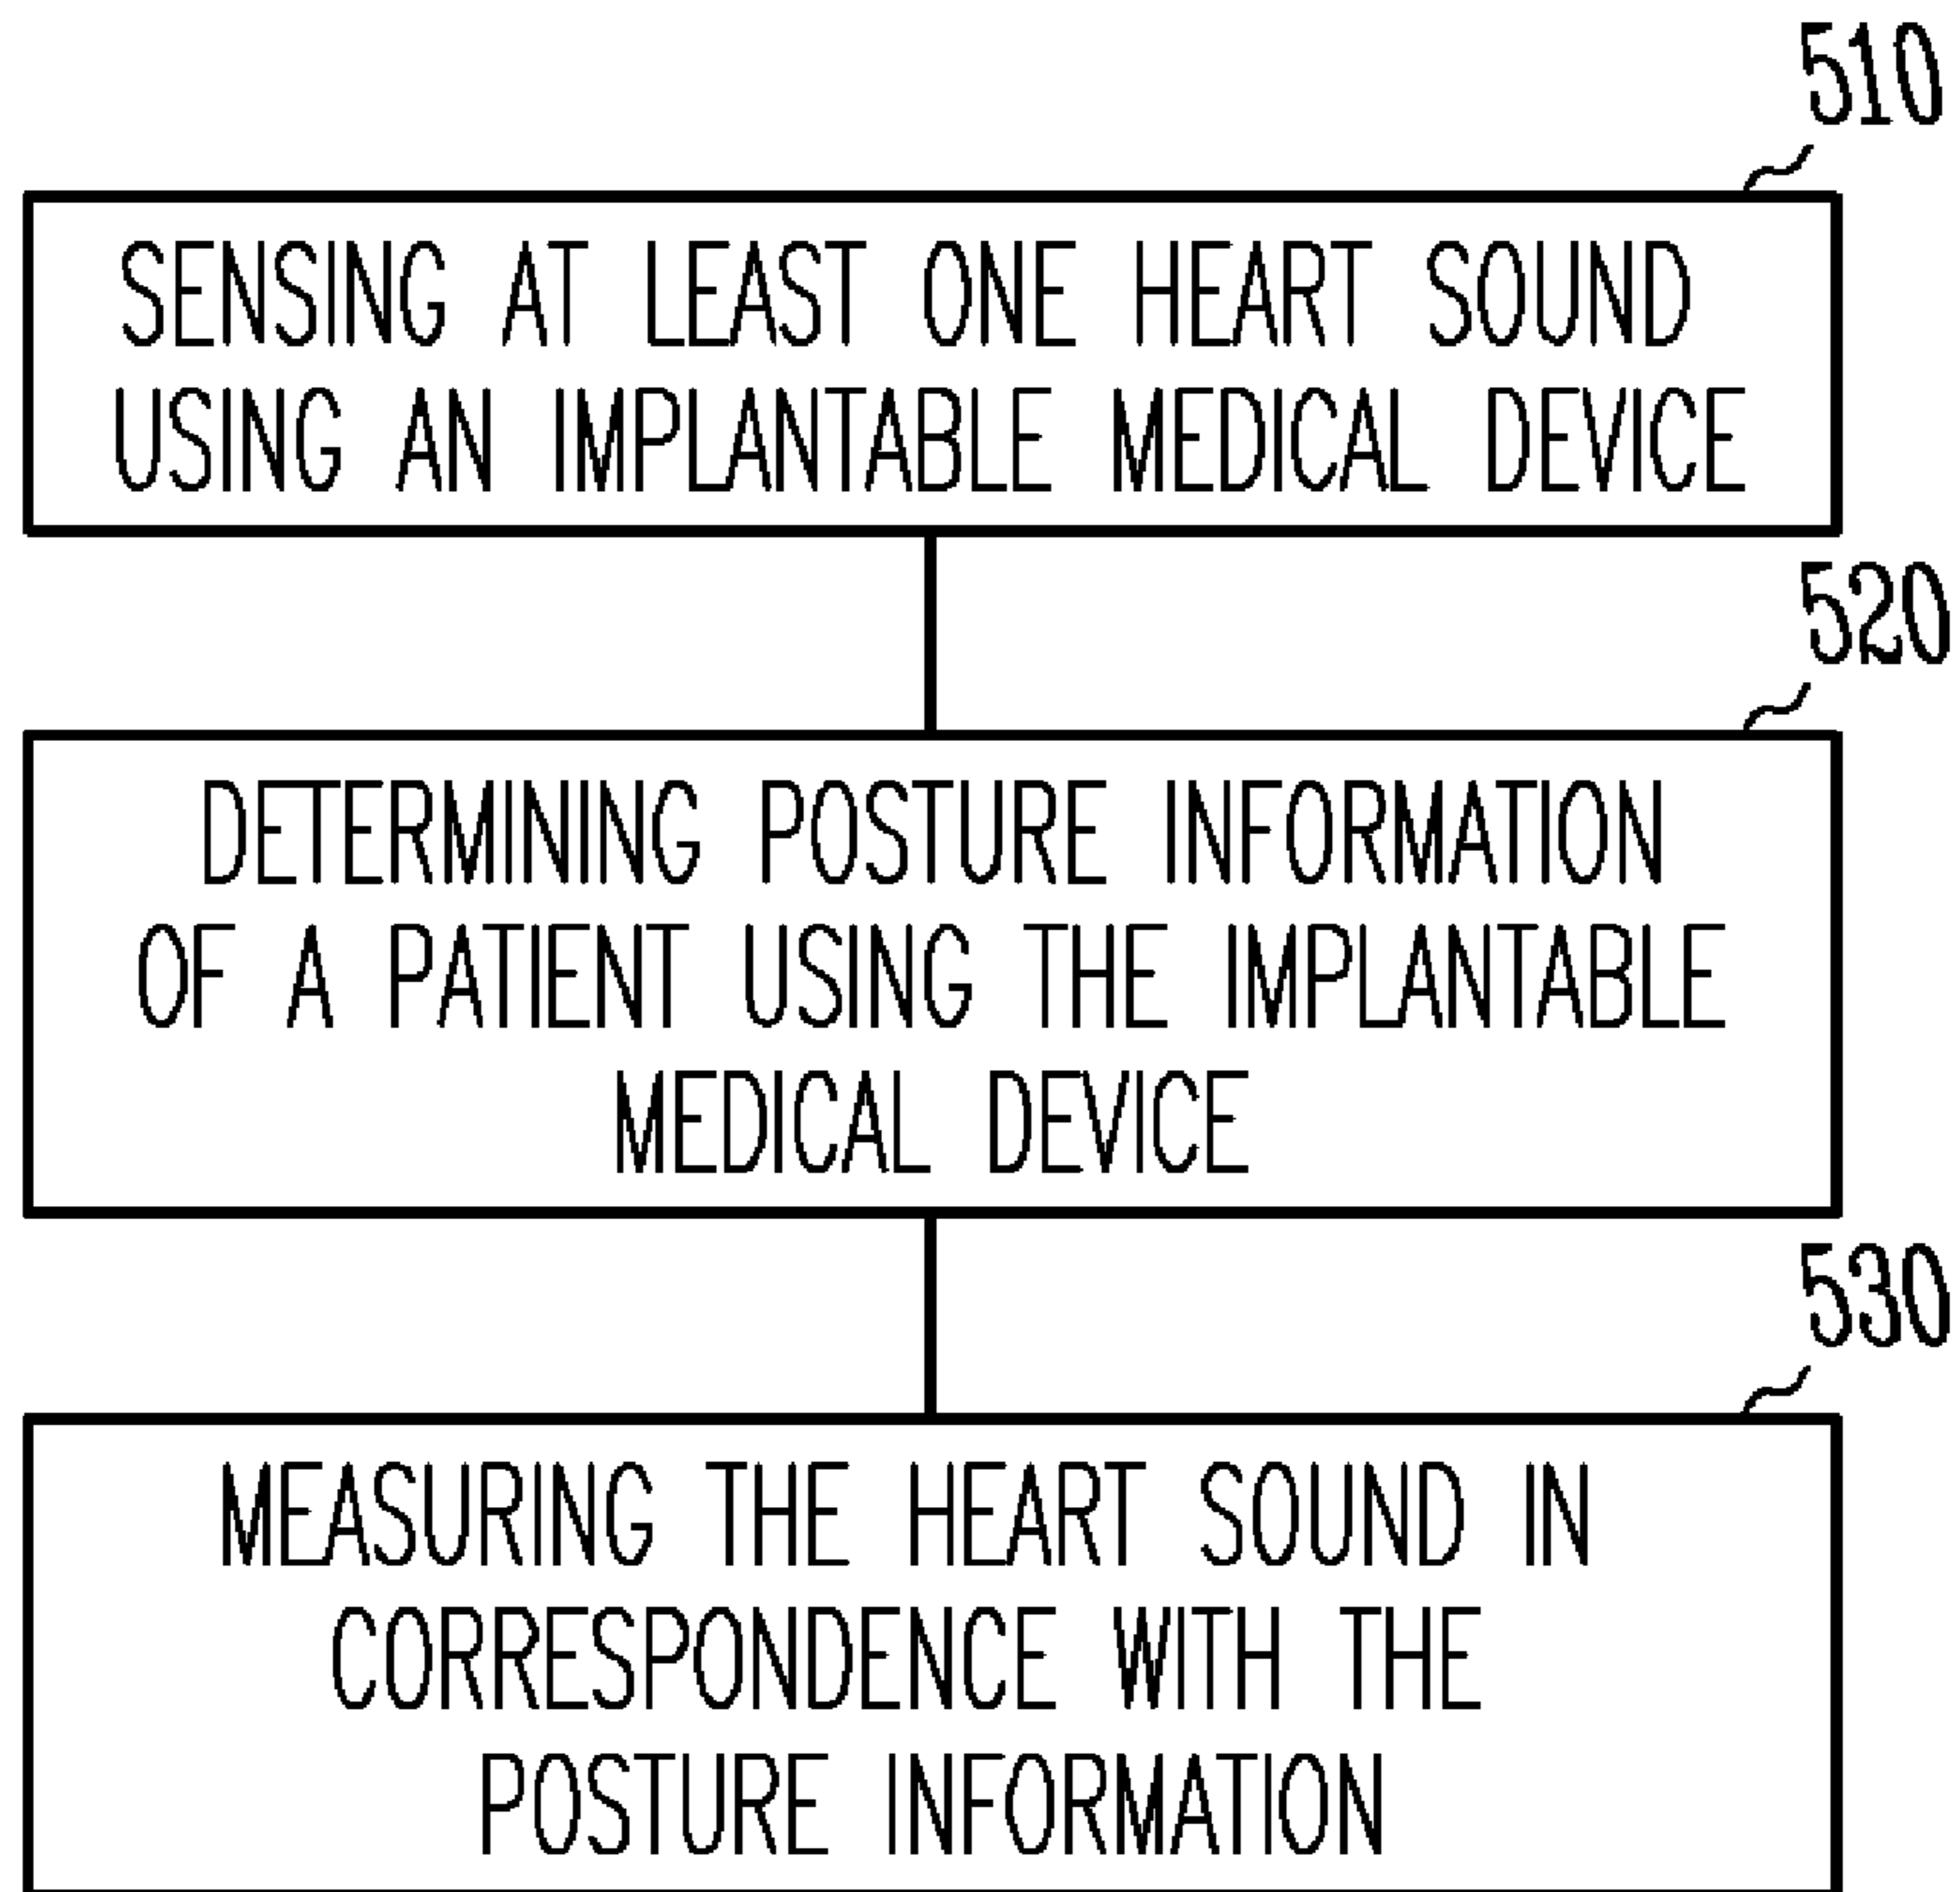 510
SENSING AT LEAST ONE HEART SOUND
USING AN IMPLANTABLE MEDICAL DEVICE
520
DETERMINING POSTURE INFORMATION
OF A PATIENT USING THE IMPLANTABLE
MEDICAL DEVICE
530
MEASURING THE HEART SOUND IN
CORRESPONDENCE WITH THE
POSTURE INFORMATION